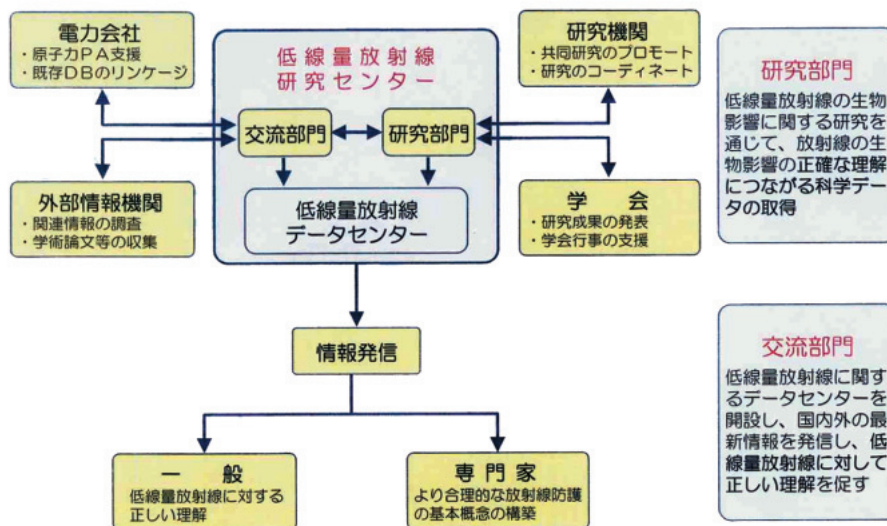 電力会社
・原子力PA支援
・既存DBのリンケージ
低線量放射線
研究センター
研究機関
・共同研究のプロモート
・研究のコーディネート
交流部門
研究部門
外部情報機関
・関連情報の調査
・学術論文等の収集
低線量放射線
データセンター
学会
・研究成果の発表
・学会行事の支援
情報発信
一般
低線量放射線に対する
正しい理解
専門家
より合理的な放射線防護
の基本概念の構築
研究部門
低線量放射線の生物
影響に関する研究を
通じて、放射線の生
物影響の正確な理解
につながる科学デー
タの取得
交流部門
低線量放射線に関す
るデータセンターを
開設し、国内外の最
新情報を発信し、低
線量放射線に対して
正しい理解を促す